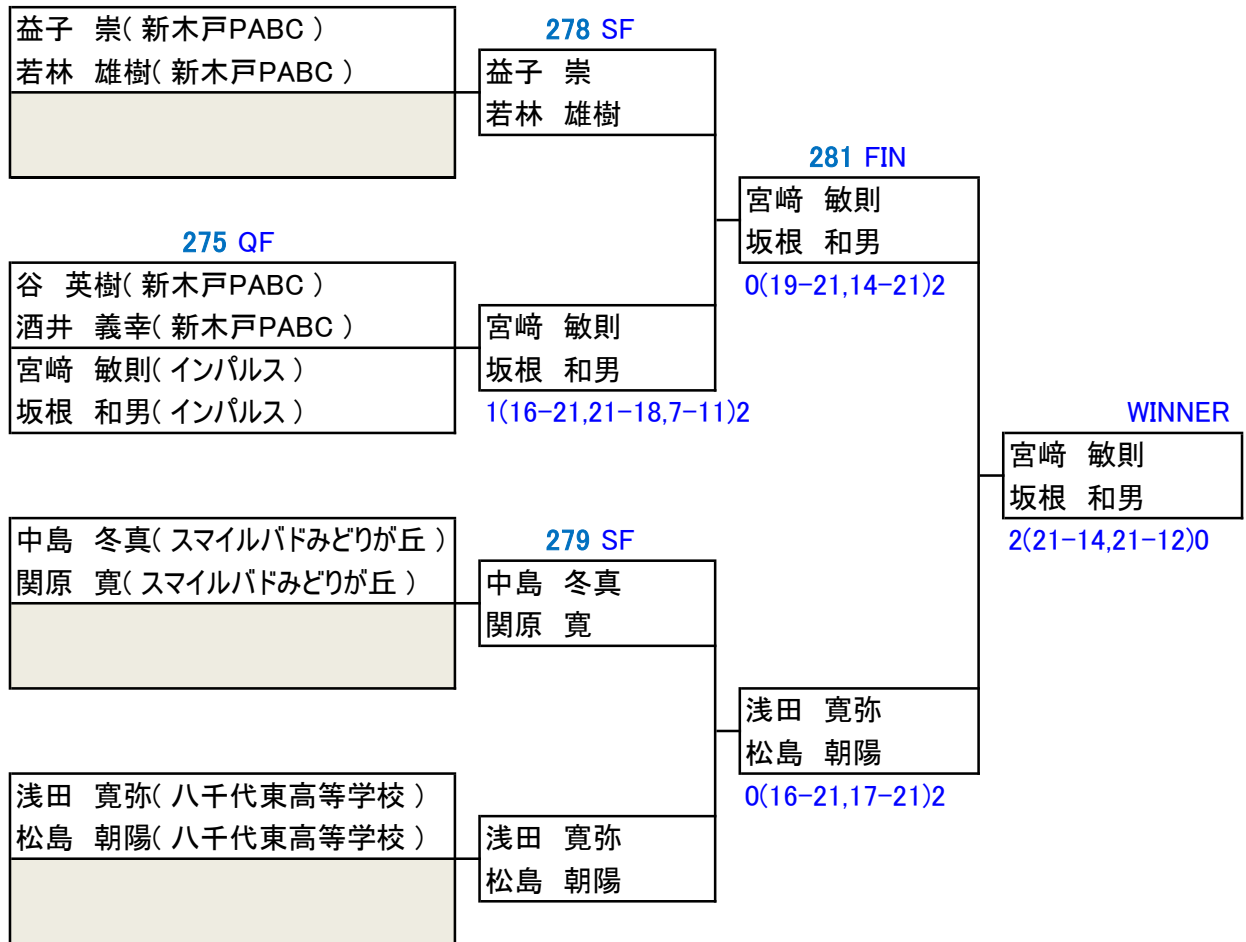 益子　崇( 新木戸PABC )
若林　雄樹( 新木戸PABC )
278 SF
益子　崇
若林　雄樹
281 FIN
宮﨑　敏則
坂根　和男
0(19-21,14-21)2
275 QF
谷　英樹( 新木戸PABC )
酒井　義幸( 新木戸PABC )
宮﨑　敏則( インパルス )
坂根　和男( インパルス )
宮﨑　敏則
坂根　和男
1(16-21,21-18,7-11)2
WINNER
宮﨑　敏則
坂根　和男
2(21-14,21-12)0
中島　冬真( スマイルバドみどりが丘 )
関原　寛( スマイルバドみどりが丘 )
279 SF
中島　冬真
関原　寛
浅田　寛弥
松島　朝陽
0(16-21,17-21)2
浅田　寛弥( 八千代東高等学校 )
松島　朝陽( 八千代東高等学校 )
浅田　寛弥
松島　朝陽